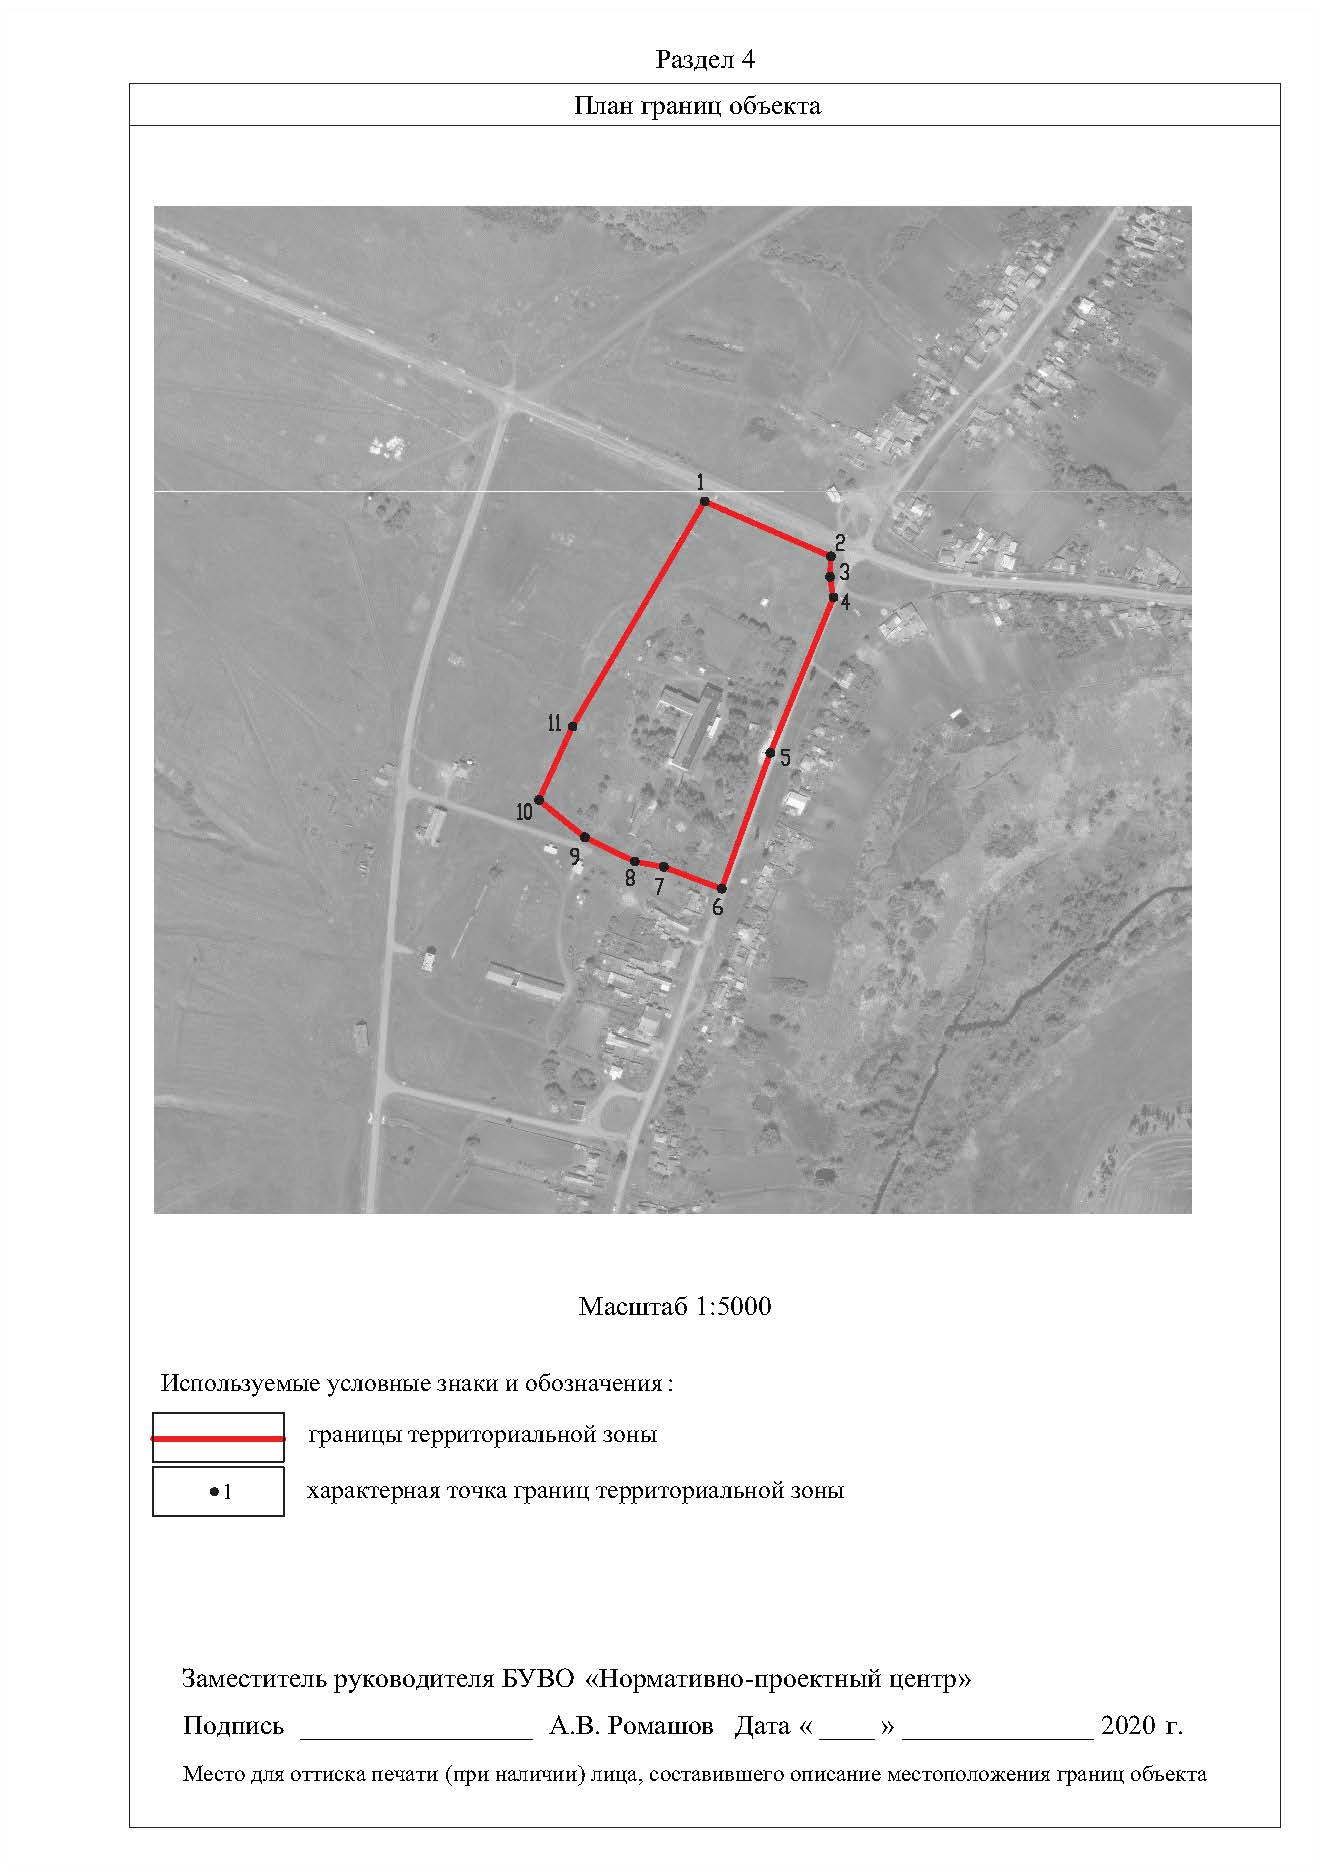 Раздел 4
План границ объекта
1
2
3
4
5
6
7
8
9
10
11
Масштаб 1:5000
Используемые условные знаки и обозначения:
границы территориальной зоны
1
характерная точка границ территориальной зоны
Заместитель руководителя БУВО «Нормативно-проектный центр»
Подпись _________________ А.В. Ромашов Дата « ____ » ______________ 2020 г.
Место для оттиска печати (при наличии) лица, составившего описание местоположения границ объекта